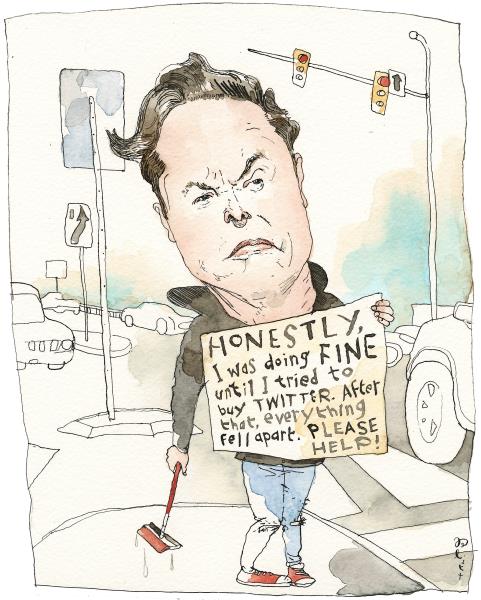 HONESTLY,
I was doing FINE
until I tried to
buy TWITTER. After
that, everything
fell apart. PLEASE
HELP!